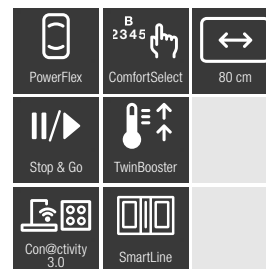 B
2345
PowerFlex
ComfortSelect
80 cm
Stop & Go
TwinBooster
Con@ctivity
3.0
SmartLine